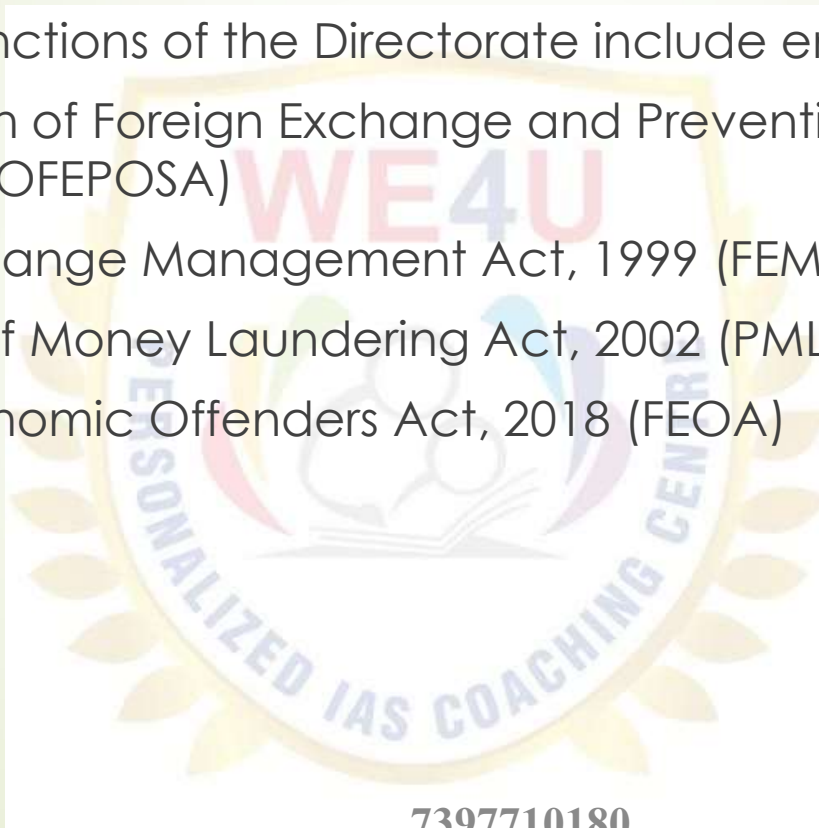 nctions of the Directorate include er
n of Foreign Exchange and Preventi
OFEPOSA)
ange Management Act, 1999 (FEM
f Money Laundering Act, 2002 (PML
nomic Offenders Act, 2018 (FEOA)
WE4U
PERSONALIZED IAS COACHING CENTRE
7397710180